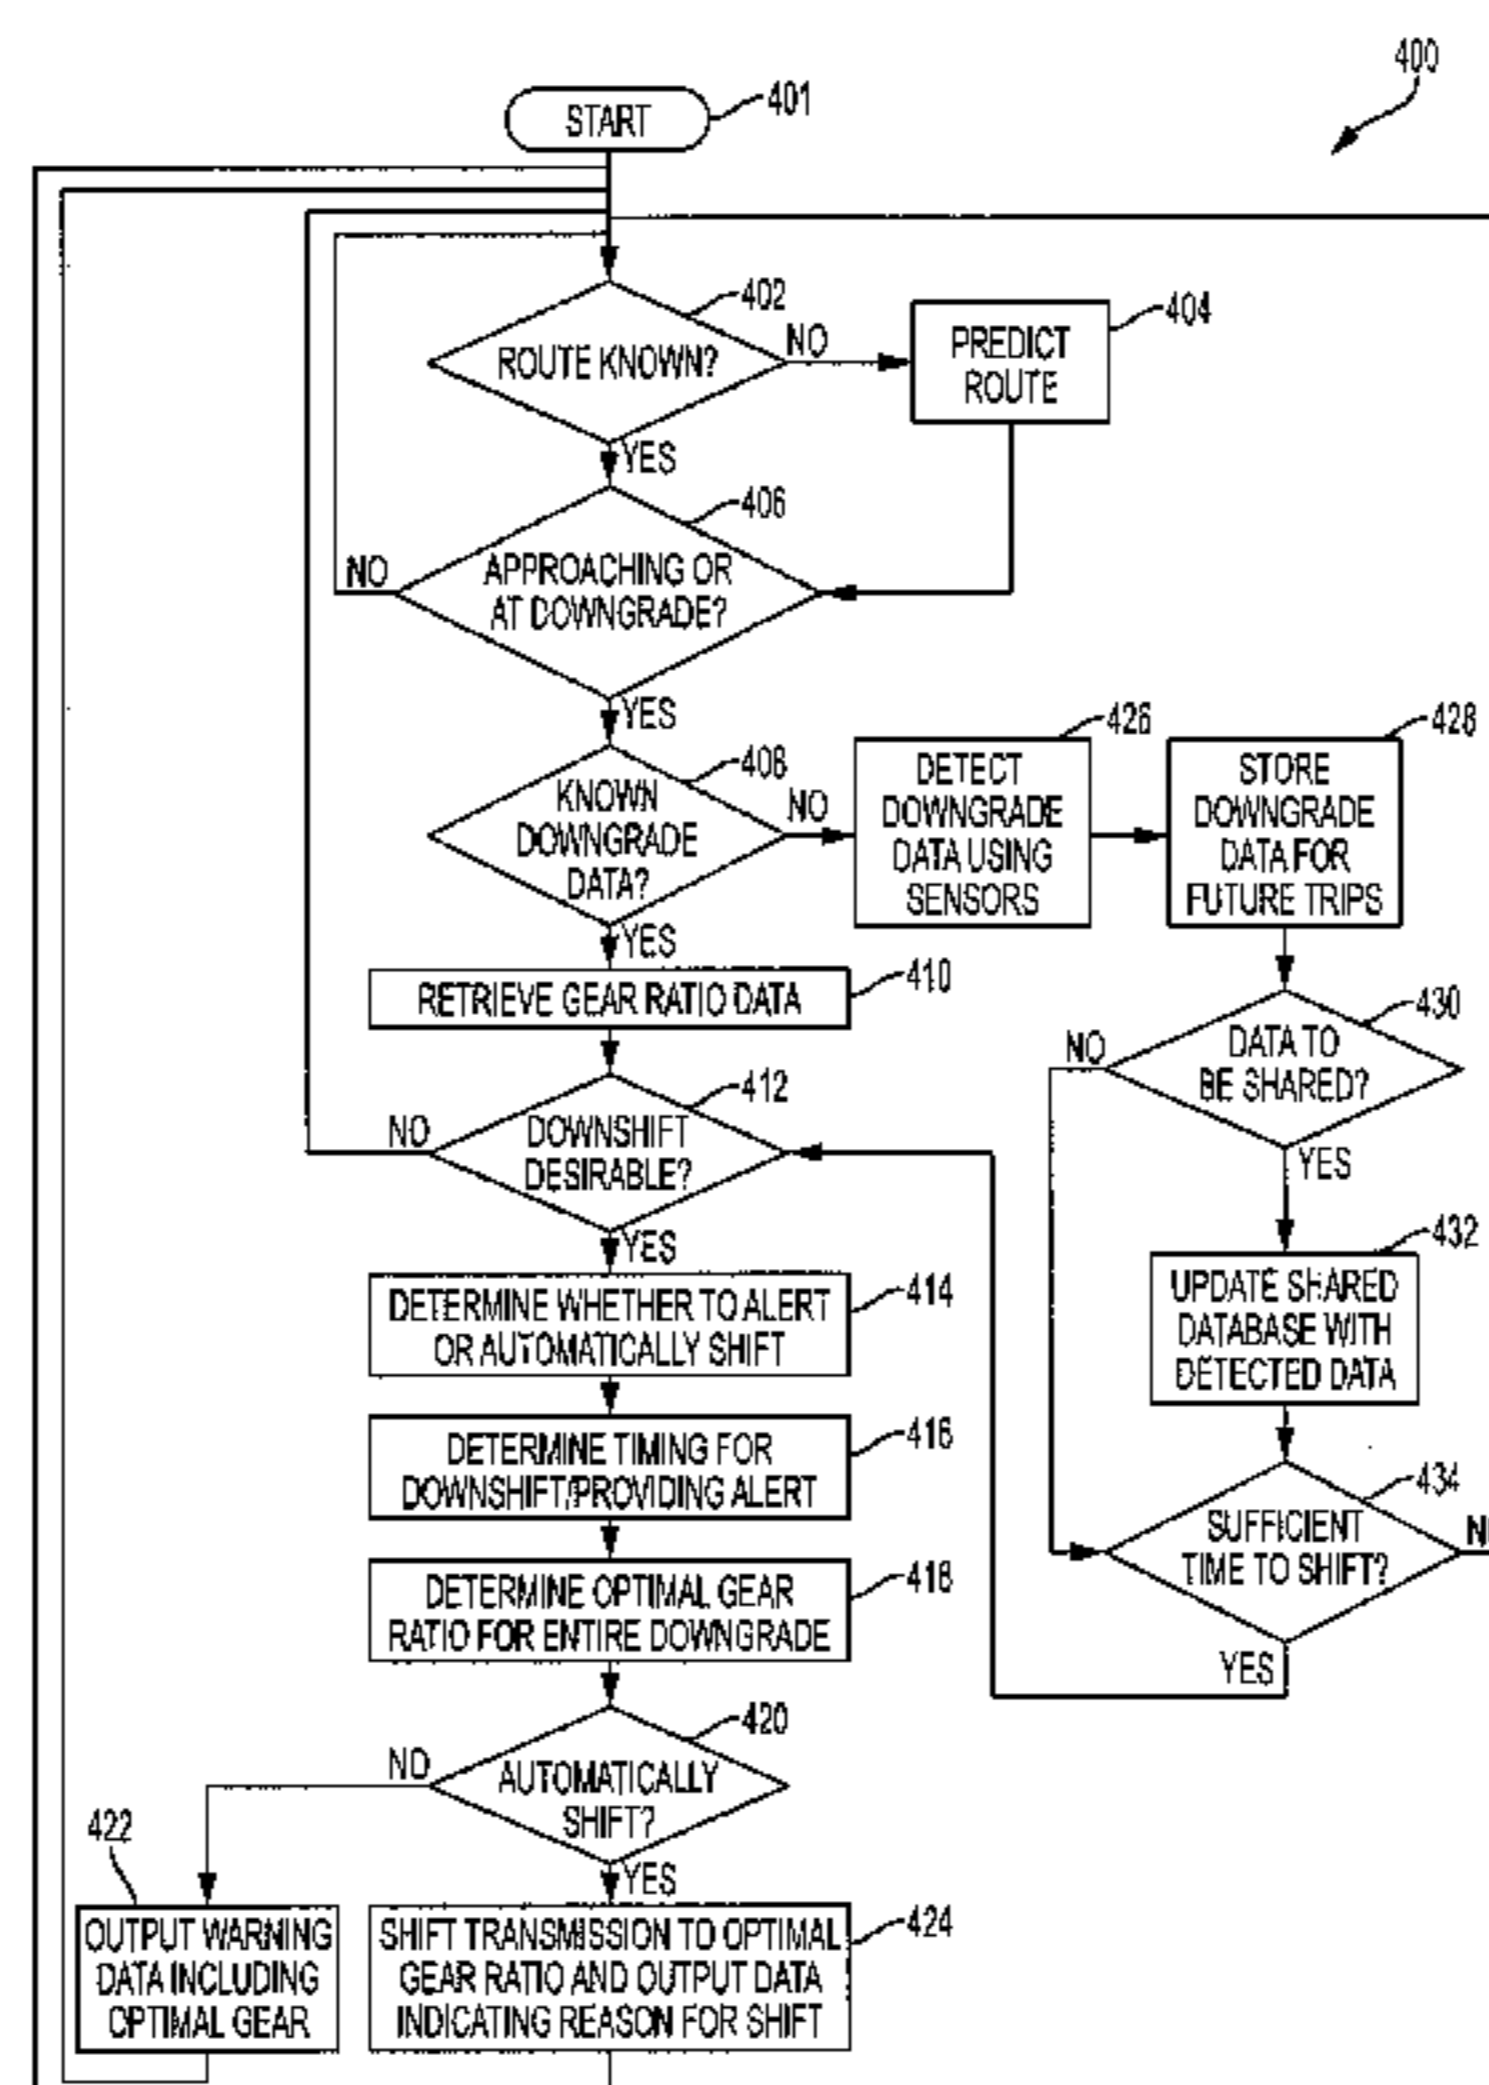 400
START
401
402
ROUTE KNOWN?
NO
PREDICT
ROUTE
404
YES
406
APPROACHING OR
AT DOWNGRADE?
NO
YES
408
KNOWN
DOWNGRADE
DATA?
NO
DETECT
DOWNGRADE
DATA USING
SENSORS
426
STORE
DOWNGRADE
DATA FOR
FUTURE TRIPS
428
YES
RETRIEVE GEAR RATIO DATA
410
430
DATA TO
BE SHARED?
NO
YES
412
DOWNSHIFT
DESIRABLE?
NO
YES
432
UPDATE SHARED
DATABASE WITH
DETECTED DATA
DETERMINE WHETHER TO ALERT
OR AUTOMATICALLY SHIFT
414
DETERMINE TIMING FOR
DOWNSHIFT/PROVIDING ALERT
416
434
SUFFICIENT
TIME TO SHIFT?
YES
DETERMINE OPTIMAL GEAR
RATIO FOR ENTIRE DOWNGRADE
418
420
AUTOMATICALLY
SHIFT?
NO
YES
422
OUTPUT WARNING
DATA INCLUDING
OPTIMAL GEAR
SHIFT TRANSMISSION TO OPTIMAL
GEAR RATIO AND OUTPUT DATA
INDICATING REASON FOR SHIFT
424